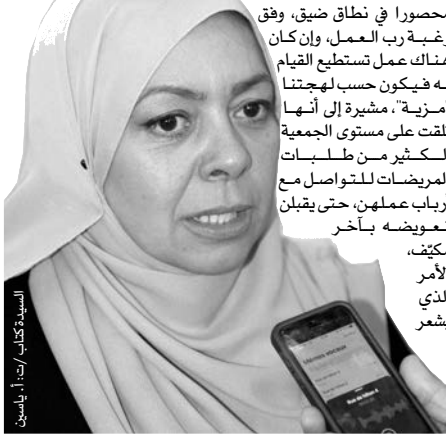 محصورا في نطاق ضيق، وفق
رغبة رب العمل، وإن كان
هناك عمل تستطيع القيام
به فيكون حسب لهجتنا
"مزية"، مشيرة إلى أنها
تلقت على مستوى الجمعية
الكثير من طلبات
المريضات للتواصل مع
أرباب عملهن، حتى يقبلن
تعويضه بآخر
مكيّف،
الأمر
الذي
يشعر
السيدة كتاب /ت: أ. ياسين